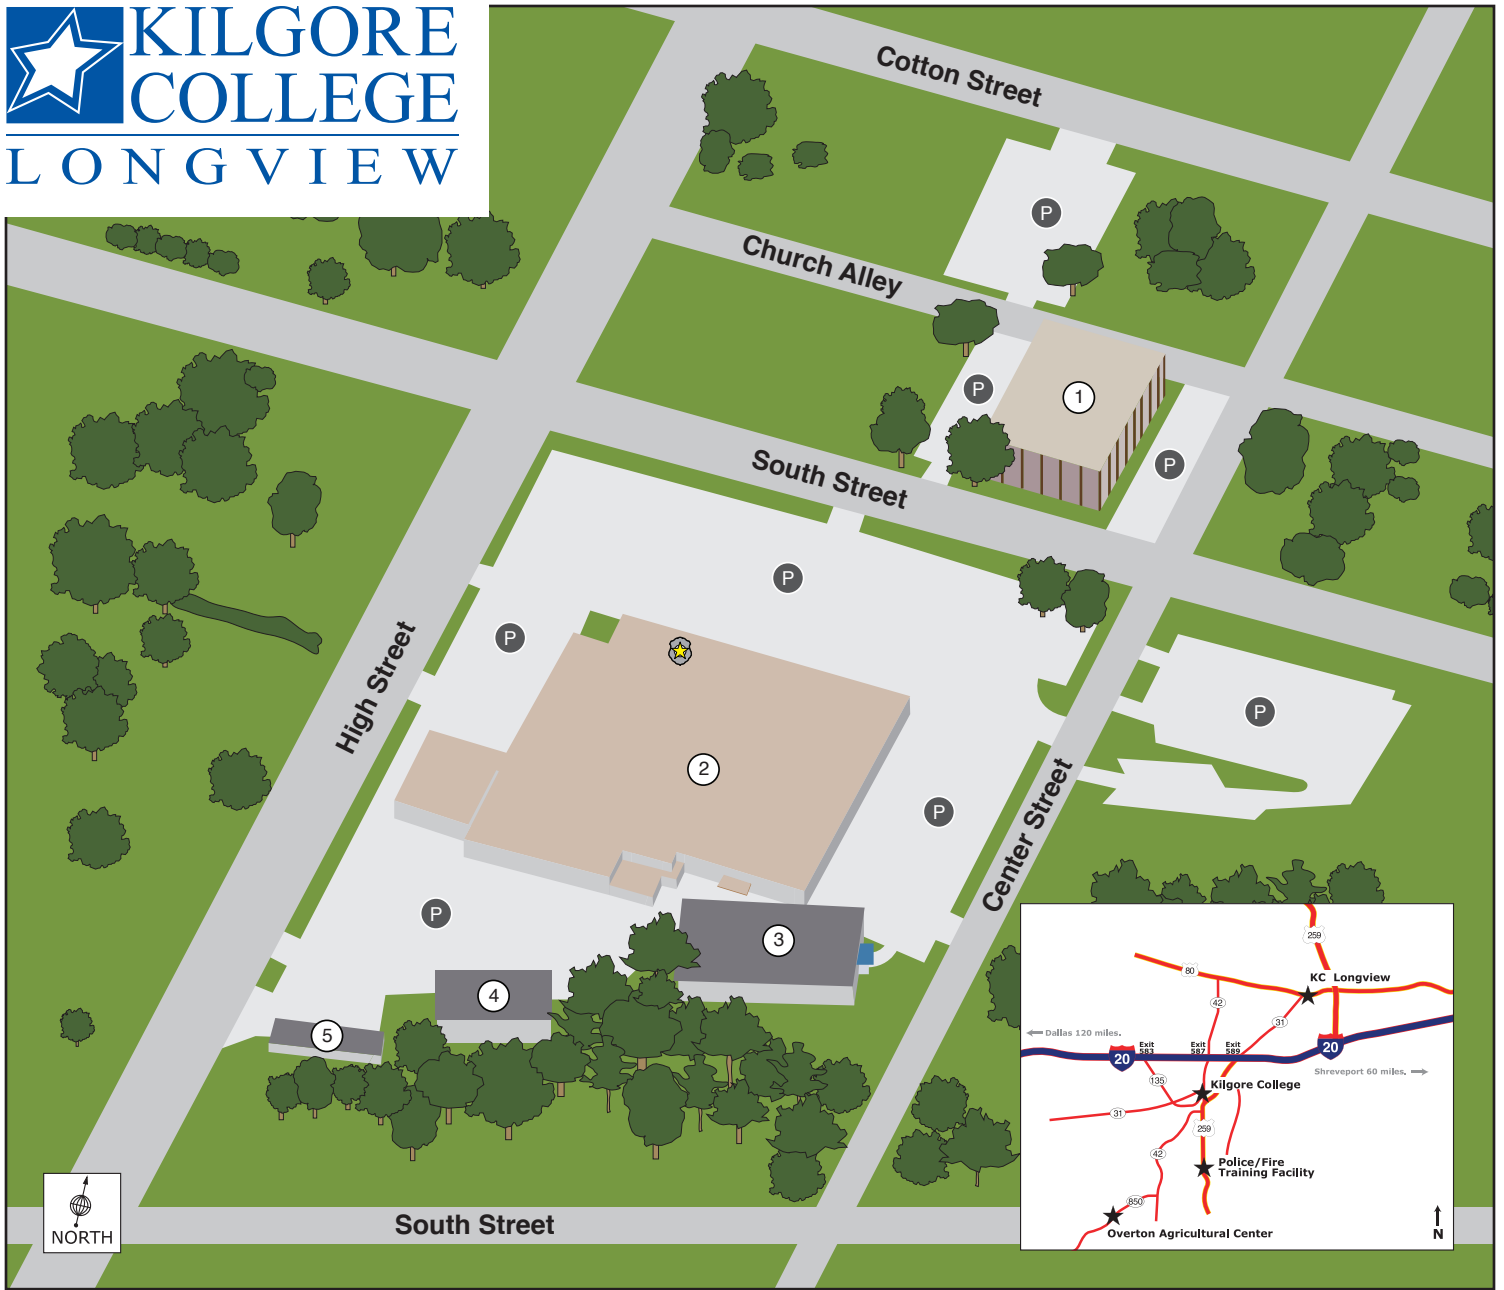 KILGORE
COLLEGE
LONGVIEW
Cotton Street
P
Church Alley
P
1
P
South Street
P
P
High Street
2
P
P
Center Street
P
3
4
5
NORTH
South Street
259
80
KC Longview
42
31
Dallas 120 miles.
Exit
583
Exit
587
Exit
589
20
20
Shreveport 60 miles.
135
Kilgore College
31
259
42
Police/Fire
Training Facility
850
Overton Agricultural Center
N